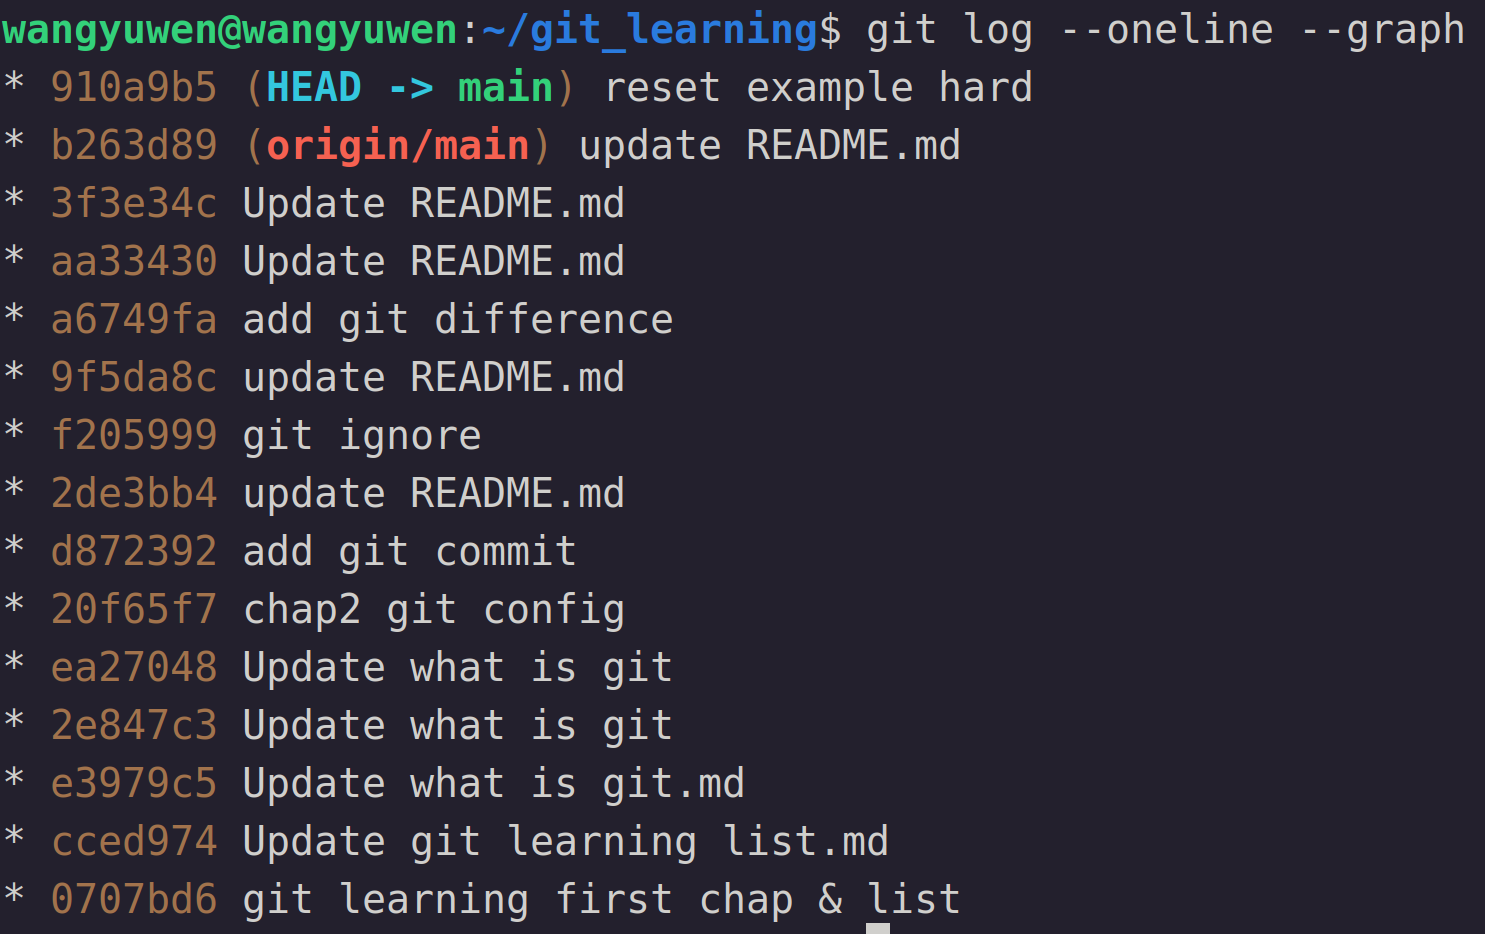 wangyuwen@wangyuwen:~/git_learning$ git log --oneline --graph
* 910a9b5 (HEAD -> main) reset example hard
* b263d89 (origin/main) update README.md
* 3f3e34c Update README.md
* aa33430 Update README.md
* a6749fa add git difference
* 9f5da8c update README.md
* f205999 git ignore
* 2de3bb4 update README.md
* d872392 add git commit
* 20f65f7 chap2 git config
* ea27048 Update what is git
* 2e847c3 Update what is git
* e3979c5 Update what is git.md
* cced974 Update git learning list.md
* 0707bd6 git learning first chap & list